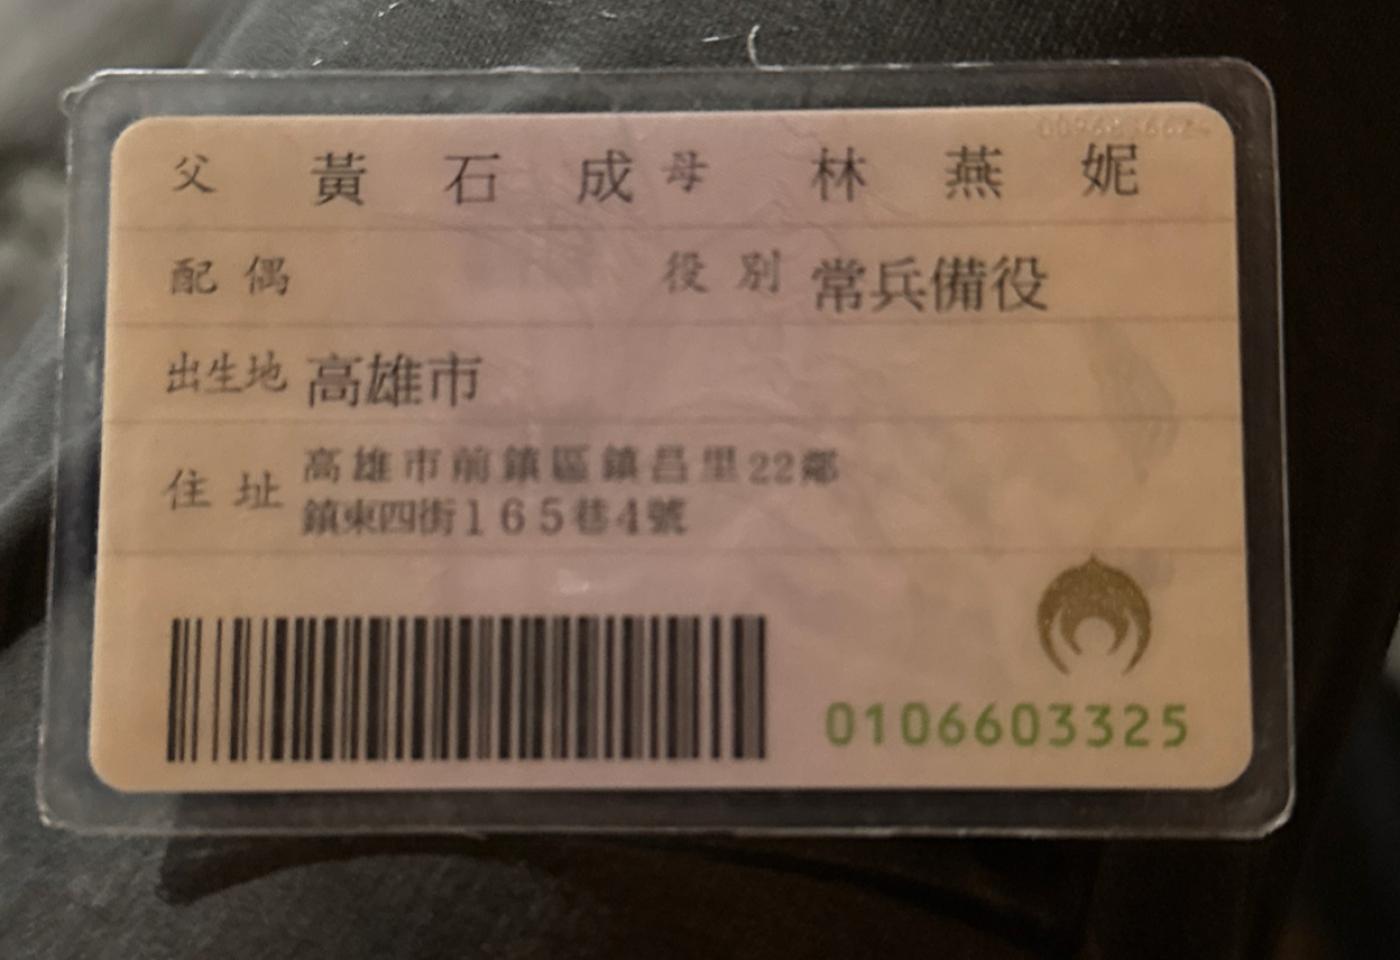 父 黃石成 母 林燕妮
配偶 役別 常兵備役
出生地 高雄市
住址 高雄市前鎮區鎮昌里22鄰
鎮東四街165巷4號
0106603325